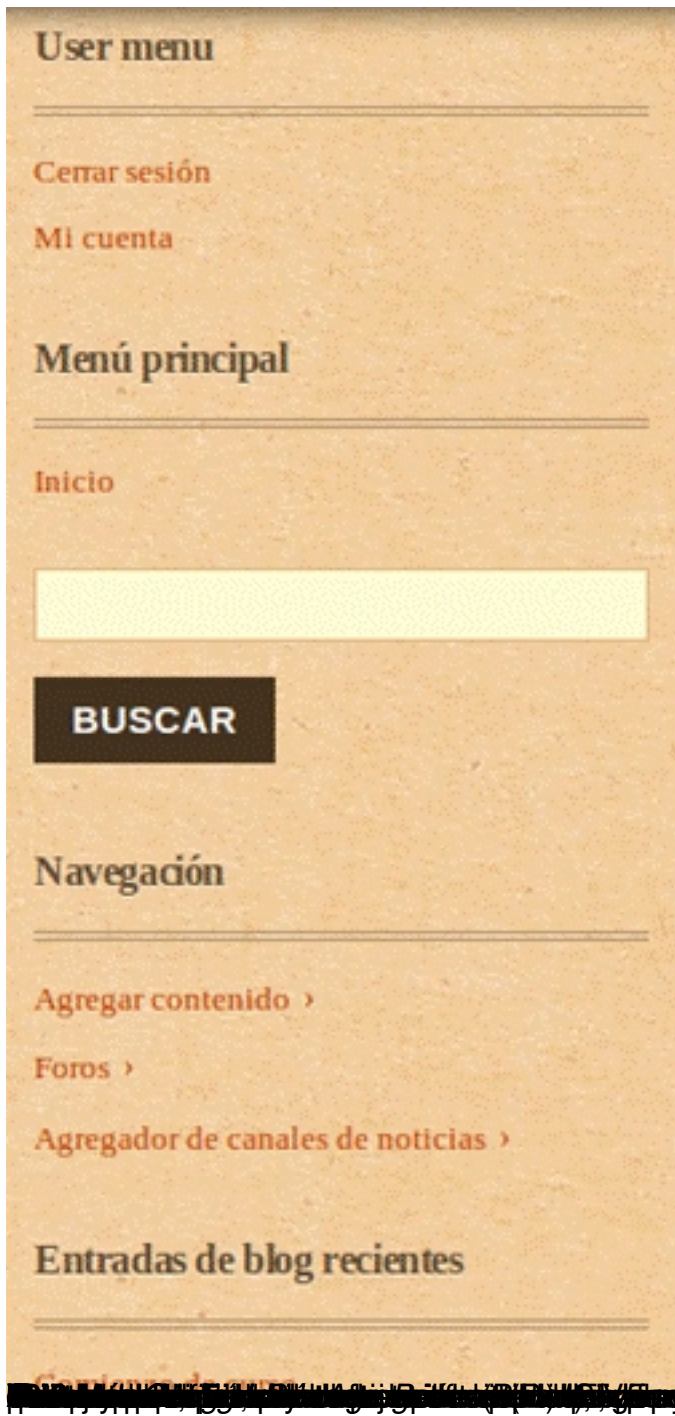 User menu
Cerrar sesión
Mi cuenta
Menú principal
Inicio
BUSCAR
Navegación
Agregar contenido ›
Foros ›
Agregador de canales de noticias ›
Entradas de blog recientes